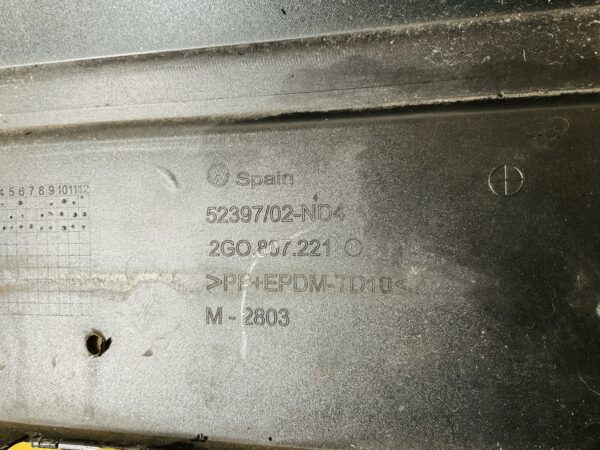 Spain
4 5 6 7 8 9 10 11 12
52397/02-ND4
2GO.807.221
>PP+EPDM-TD10<
M - 2803